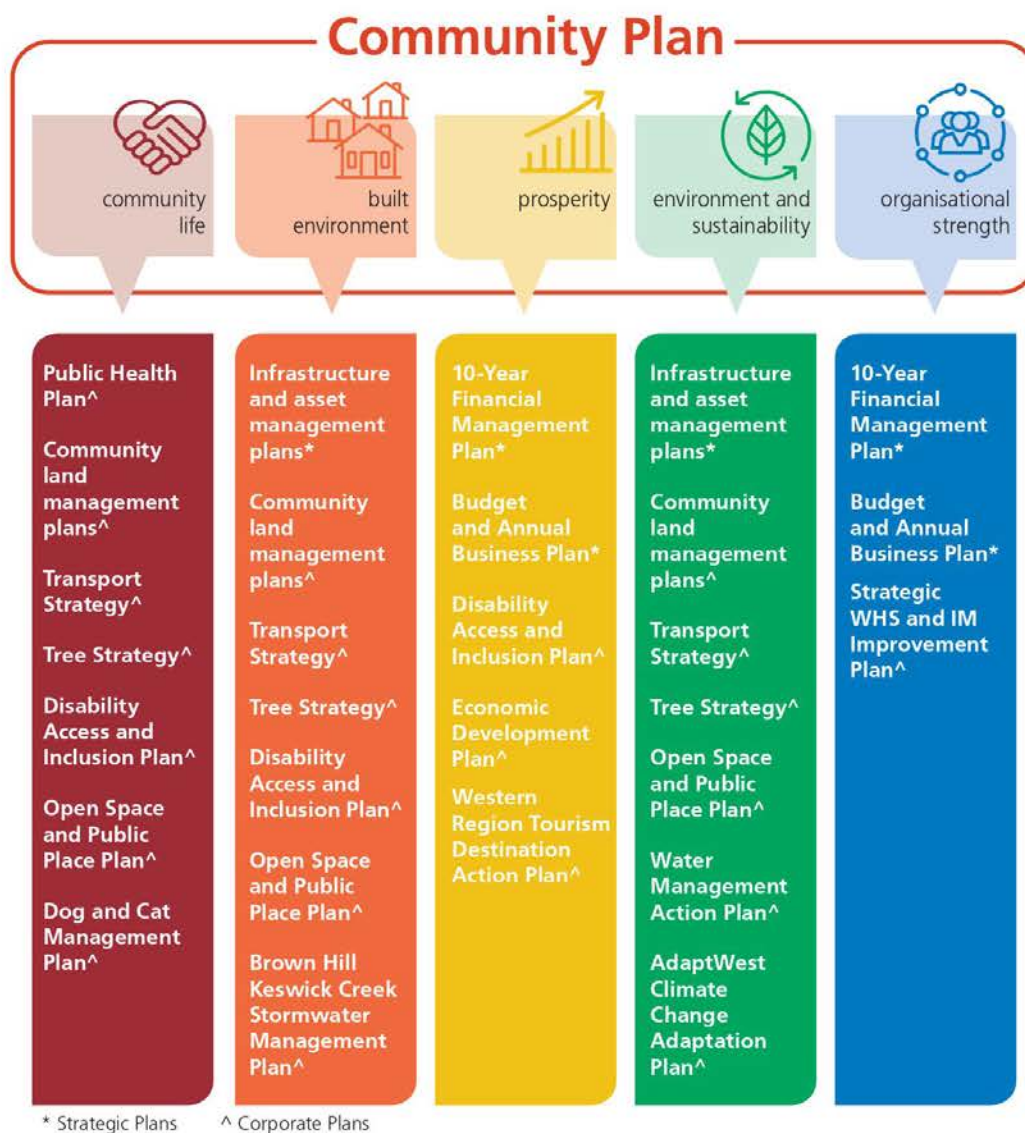 Community Plan
community
life
built
environment
prosperity
environment and
sustainability
organisational
strength
Public Health
Plan^
Community
land
management
plans^
Transport
Strategy^
Tree Strategy^
Disability
Access and
Inclusion Plan^
Open Space
and Public
Place Plan^
Dog and Cat
Management
Plan^
Infrastructure
and asset
management
plans*
Community
land
management
plans^
Transport
Strategy^
Tree Strategy^
Disability
Access and
Inclusion Plan^
Open Space
and Public
Place Plan^
Brown Hill
Keswick Creek
Stormwater
Management
Plan^
10-Year
Financial
Management
Plan*
Budget
and Annual
Business Plan*
Disability
Access and
Inclusion Plan^
Economic
Development
Plan^
Western
Region Tourism
Destination
Action Plan^
Infrastructure
and asset
management
plans*
Community
land
management
plans^
Transport
Strategy^
Tree Strategy^
Open Space
and Public
Place Plan^
Water
Management
Action Plan^
AdaptWest
Climate
Change
Adaptation
Plan^
10-Year
Financial
Management
Plan*
Budget
and Annual
Business Plan*
Strategic
WHS and IM
Improvement
Plan^
* Strategic Plans ^ Corporate Plans